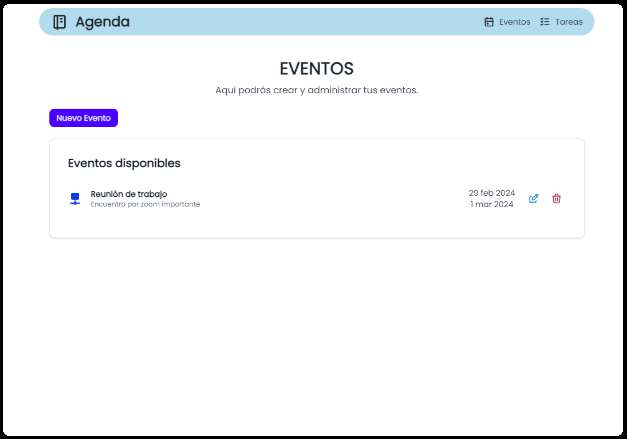 Agenda
Eventos
Tareas
EVENTOS
Aquí podrás crear y administrar tus eventos.
Nuevo Evento
Eventos disponibles
Reunión de trabajo
Encuentro por zoom importante
29 feb 2024
1 mar 2024